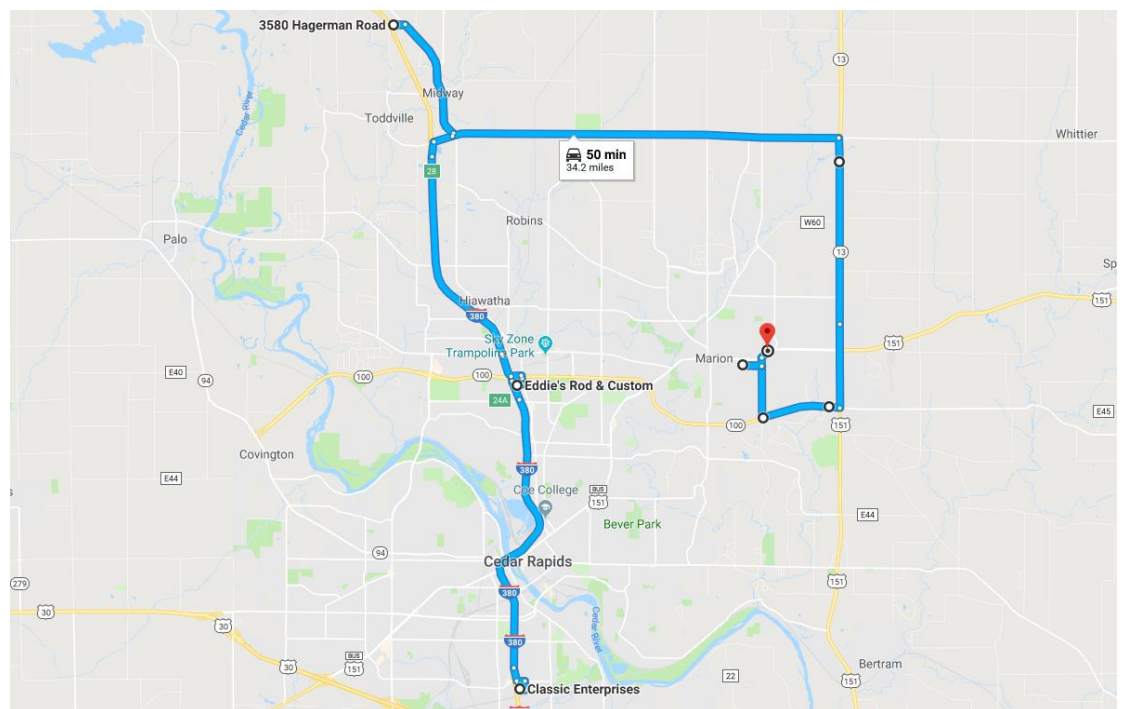 3580 Hagerman Road
13
Midway
Toddville
Cedar River
Whittier
50 min
34.2 miles
28
W60
Robins
Palo
13
Sp
151
Hiawatha
380
Sky Zone
Trampoline Park
151
Marion
E40
94
100
100
Eddie's Rod & Custom
24A
E45
100
151
Covington
380
E44
Coe College
BUS
151
Bever Park
E44
94
Cedar Rapids
279
30
380
151
30
Cedar River
380
BUS
151
30
Bertram
22
151
Classic Enterprises